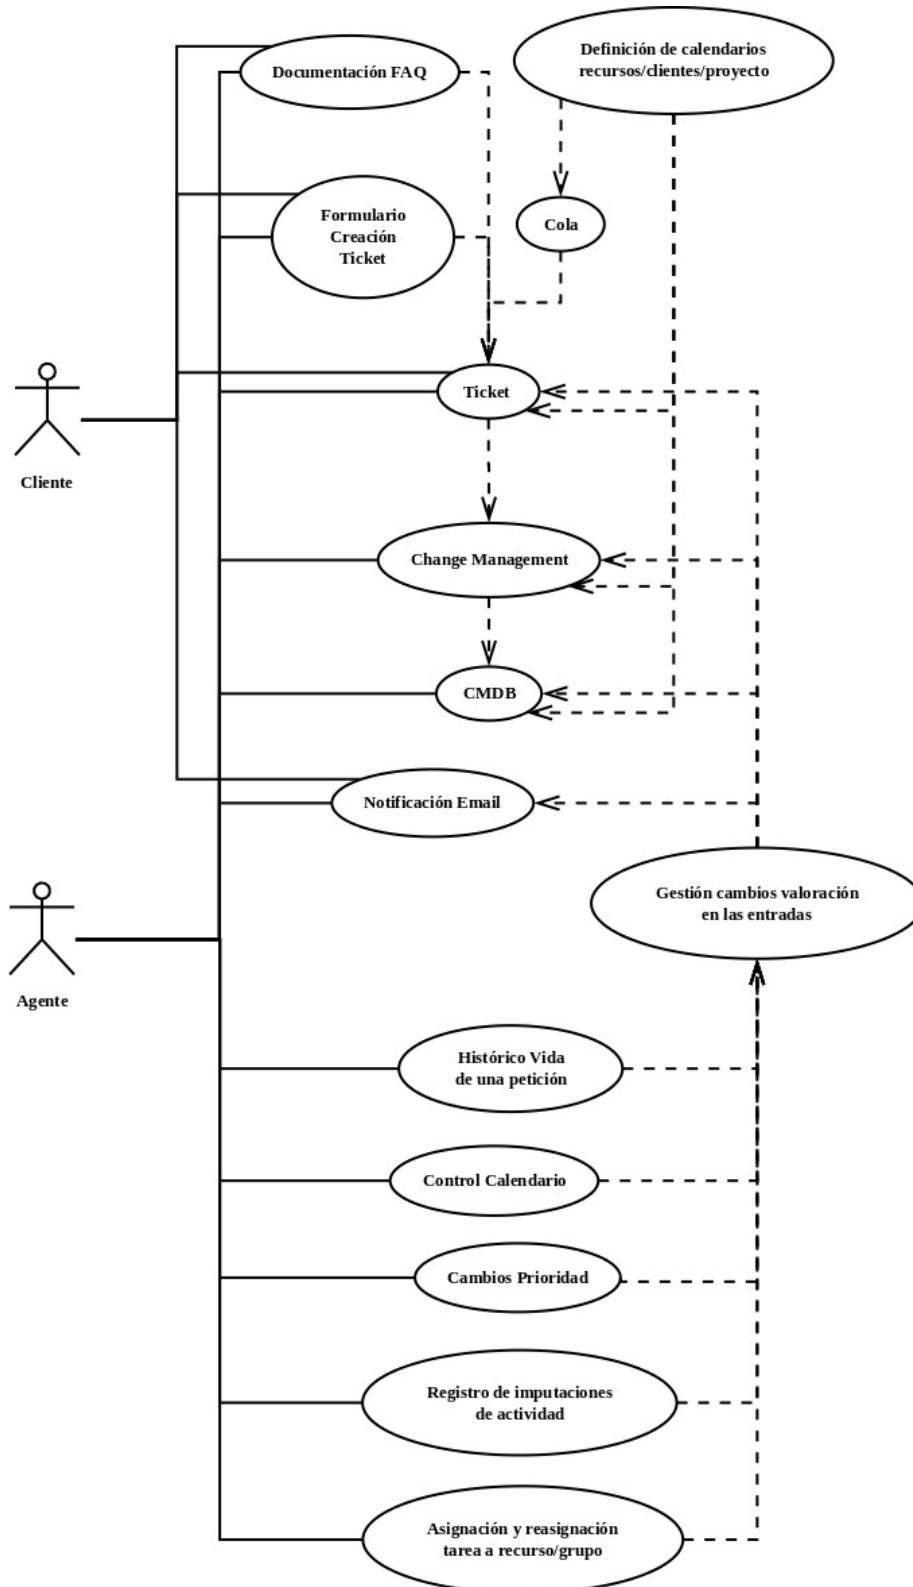 Documentación FAQ
Definición de calendarios
recursos/clientes/proyecto
Formulario
Creación
Ticket
Cola
Ticket
Cliente
Change Management
CMDB
Notificación Email
Gestión cambios valoración
en las entradas
Agente
Histórico Vida
de una petición
Control Calendario
Cambios Prioridad
Registro de imputaciones
de actividad
Asignación y reasignación
tarea a recurso/grupo